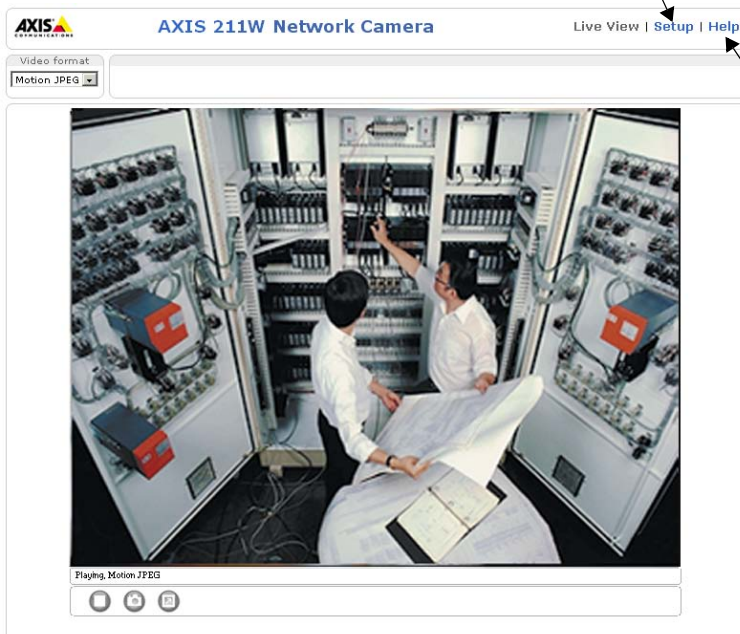 AXIS
COMMUNICATIONS
AXIS 211W Network Camera
Live View | Setup | Help
Video format
Motion JPEG
Playing, Motion JPEG